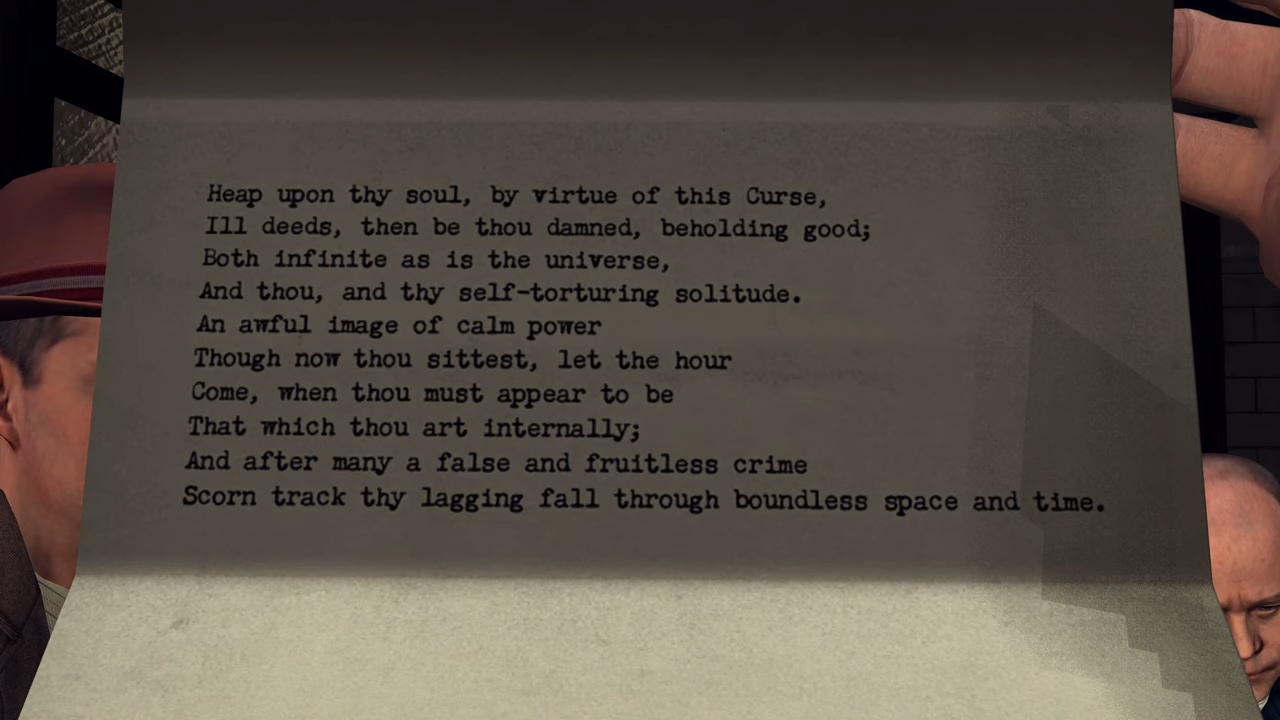 Heap upon thy soul, by virtue of this Curse,
Ill deeds, then be thou damned, beholding good;
Both infinite as is the universe,
And thou, and thy self-torturing solitude.
An awful image of calm power
Though now thou sittest, let the hour
Come, when thou must appear to be
That which thou art internally;
And after many a false and fruitless crime
Scorn track thy lagging fall through boundless space and time.